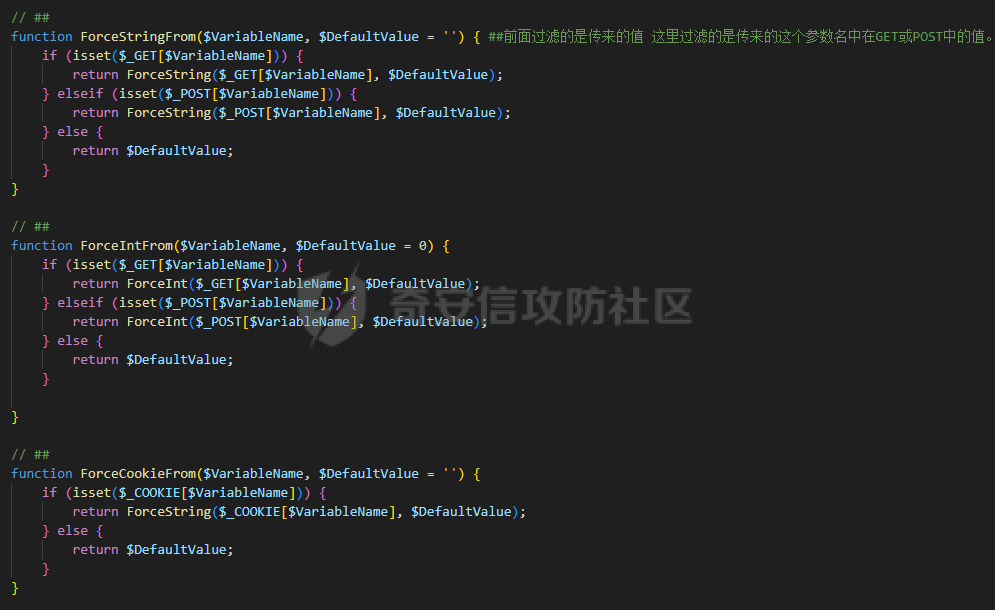 // ##
function ForceStringFrom($VariableName, $DefaultValue = '') { ##前面过滤的是传来的值 这里过滤的是传来的这个参数名中在GET或POST中的值。
    if (isset($_GET[$VariableName])) {
        return ForceString($_GET[$VariableName], $DefaultValue);
    } elseif (isset($_POST[$VariableName])) {
        return ForceString($_POST[$VariableName], $DefaultValue);
    } else {
        return $DefaultValue;
    }
}

// ##
function ForceIntFrom($VariableName, $DefaultValue = 0) {
    if (isset($_GET[$VariableName])) {
        return ForceInt($_GET[$VariableName], $DefaultValue);
    } elseif (isset($_POST[$VariableName])) {
        return ForceInt($_POST[$VariableName], $DefaultValue);
    } else {
        return $DefaultValue;
    }

}

// ##
function ForceCookieFrom($VariableName, $DefaultValue = '') {
    if (isset($_COOKIE[$VariableName])) {
        return ForceString($_COOKIE[$VariableName], $DefaultValue);
    } else {
        return $DefaultValue;
    }
}
奇安信攻防社区